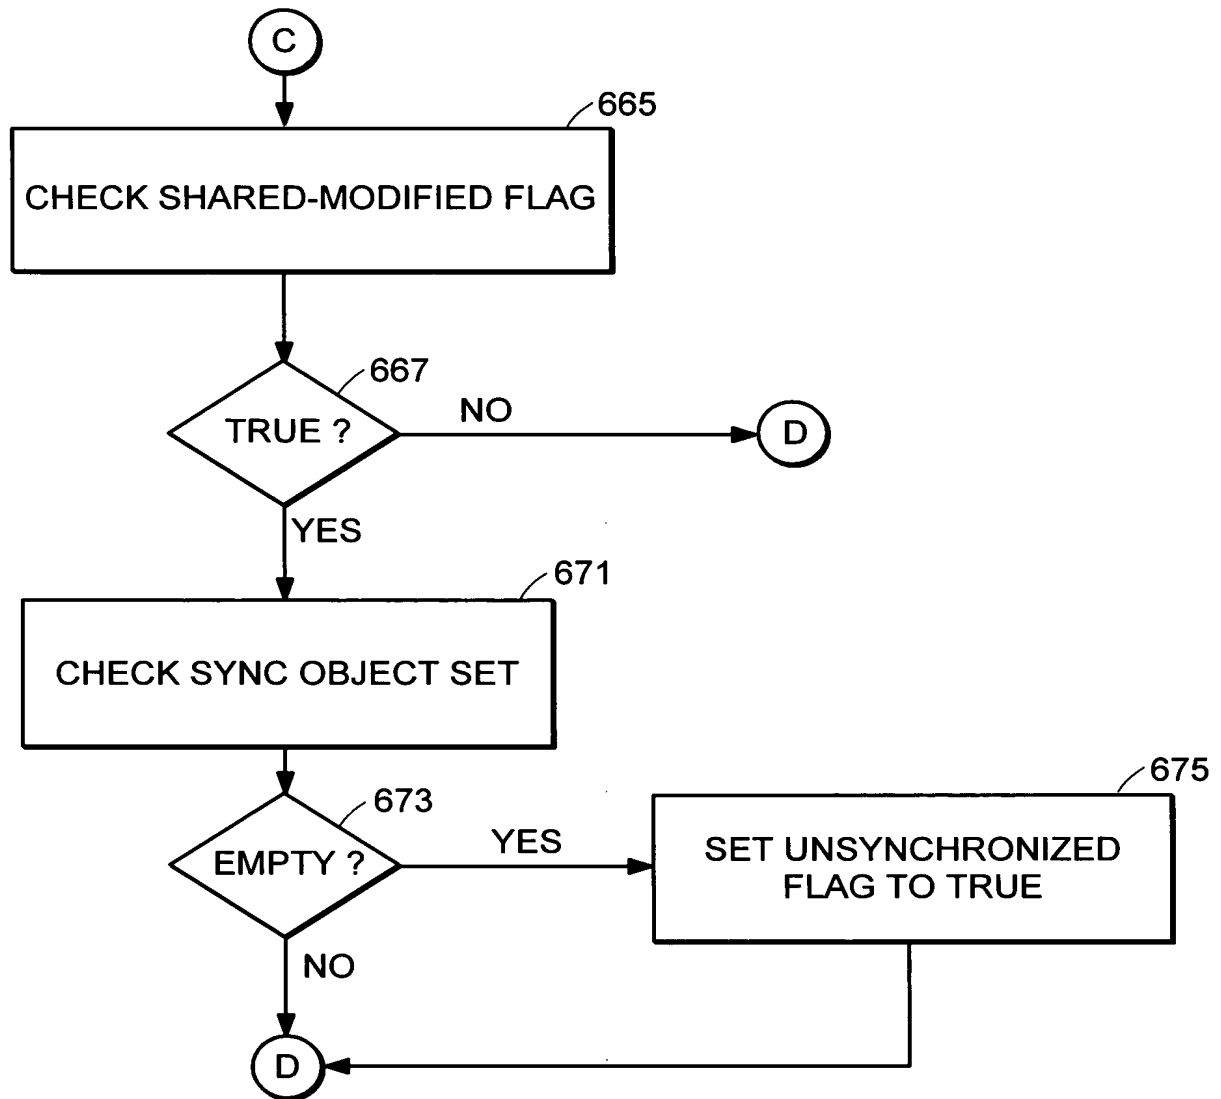 C
665
CHECK SHARED-MODIFIED FLAG
667
TRUE ?
NO
D
YES
671
CHECK SYNC OBJECT SET
673
EMPTY ?
YES
675
SET UNSYNCHRONIZED
FLAG TO TRUE
NO
D